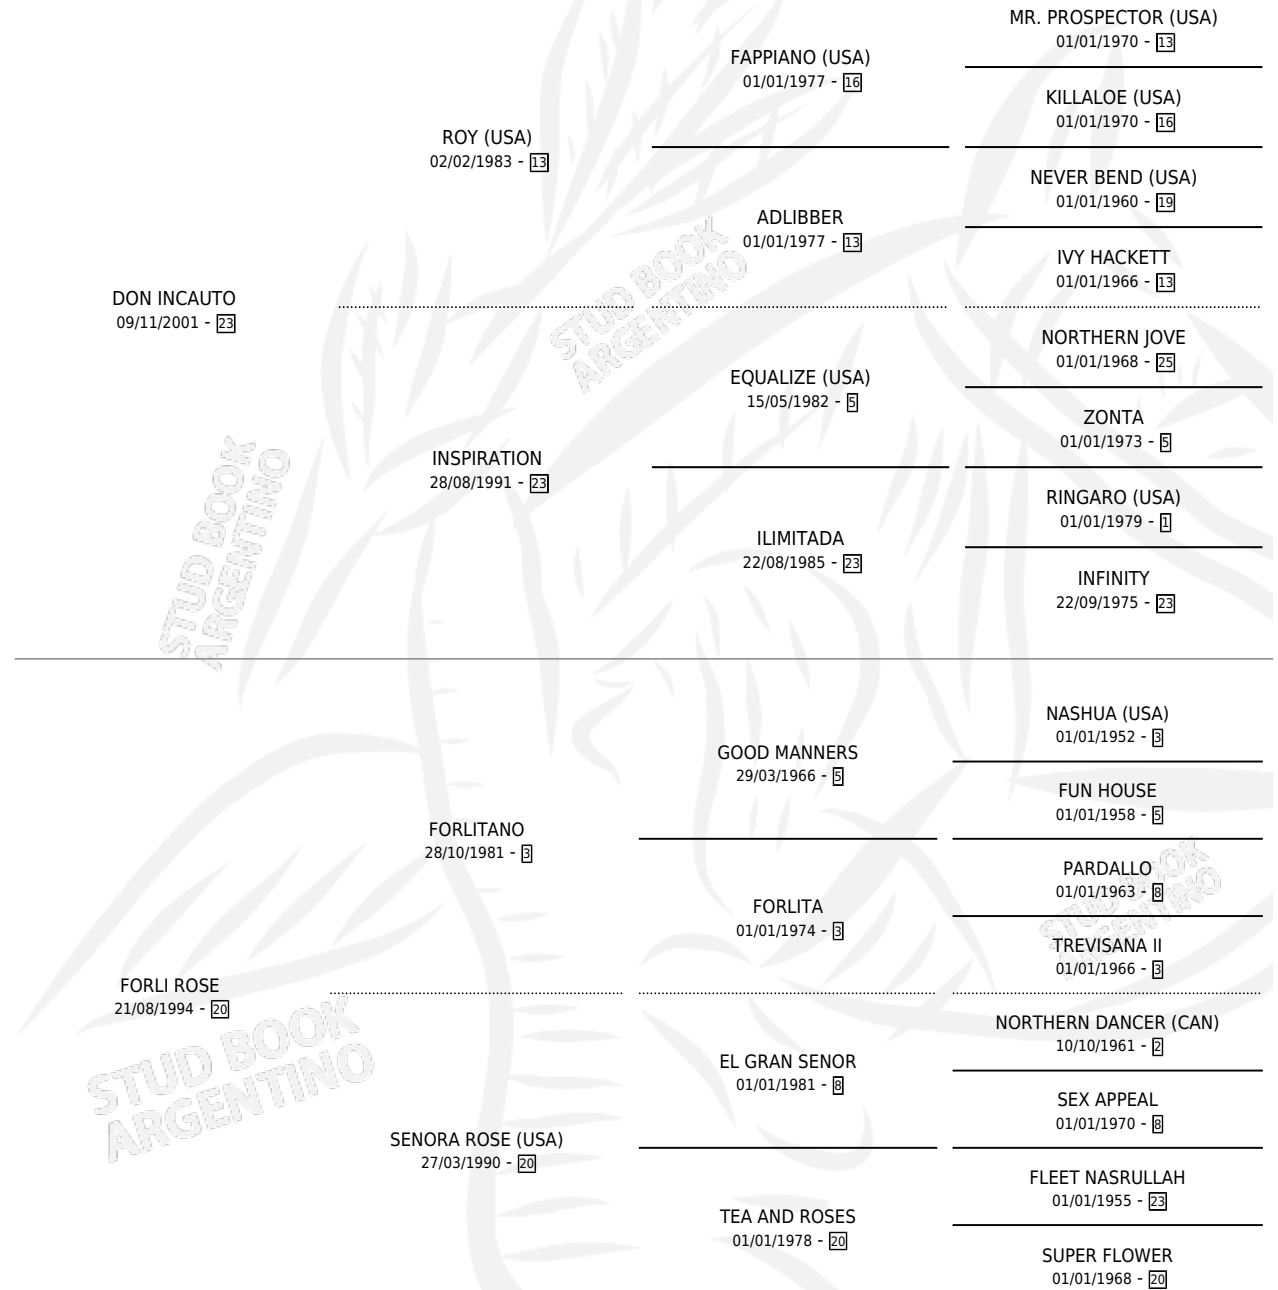 MR. PROSPECTOR (USA)
01/01/1970 - 13
FAPPIANO (USA)
01/01/1977 - 16
KILLALOE (USA)
01/01/1970 - 16
ROY (USA)
02/02/1983 - 13
NEVER BEND (USA)
01/01/1960 - 19
ADLIBBER
01/01/1977 - 13
IVY HACKETT
01/01/1966 - 13
DON INCAUTO
09/11/2001 - 23
NORTHERN JOVE
01/01/1968 - 25
EQUALIZE (USA)
15/05/1982 - 5
ZONTA
01/01/1973 - 5
INSPIRATION
28/08/1991 - 23
RINGARO (USA)
01/01/1979 - 1
ILIMITADA
22/08/1985 - 23
INFINITY
22/09/1975 - 23
STUD BOOK
ARGENTINO
STUD BOOK
ARGENTINO
NASHUA (USA)
01/01/1952 - 3
GOOD MANNERS
29/03/1966 - 5
FUN HOUSE
01/01/1958 - 5
FORLITANO
28/10/1981 - 3
PARDALLO
01/01/1963 - 8
FORLITA
01/01/1974 - 3
TREVISANA II
01/01/1966 - 3
FORLI ROSE
21/08/1994 - 20
NORTHERN DANCER (CAN)
10/10/1961 - 2
EL GRAN SENOR
01/01/1981 - 8
SEX APPEAL
01/01/1970 - 8
SENORA ROSE (USA)
27/03/1990 - 20
FLEET NASRULLAH
01/01/1955 - 23
TEA AND ROSES
01/01/1978 - 20
SUPER FLOWER
01/01/1968 - 20
STUD BOOK
ARGENTINO
STUD BOOK
ARGENTINO